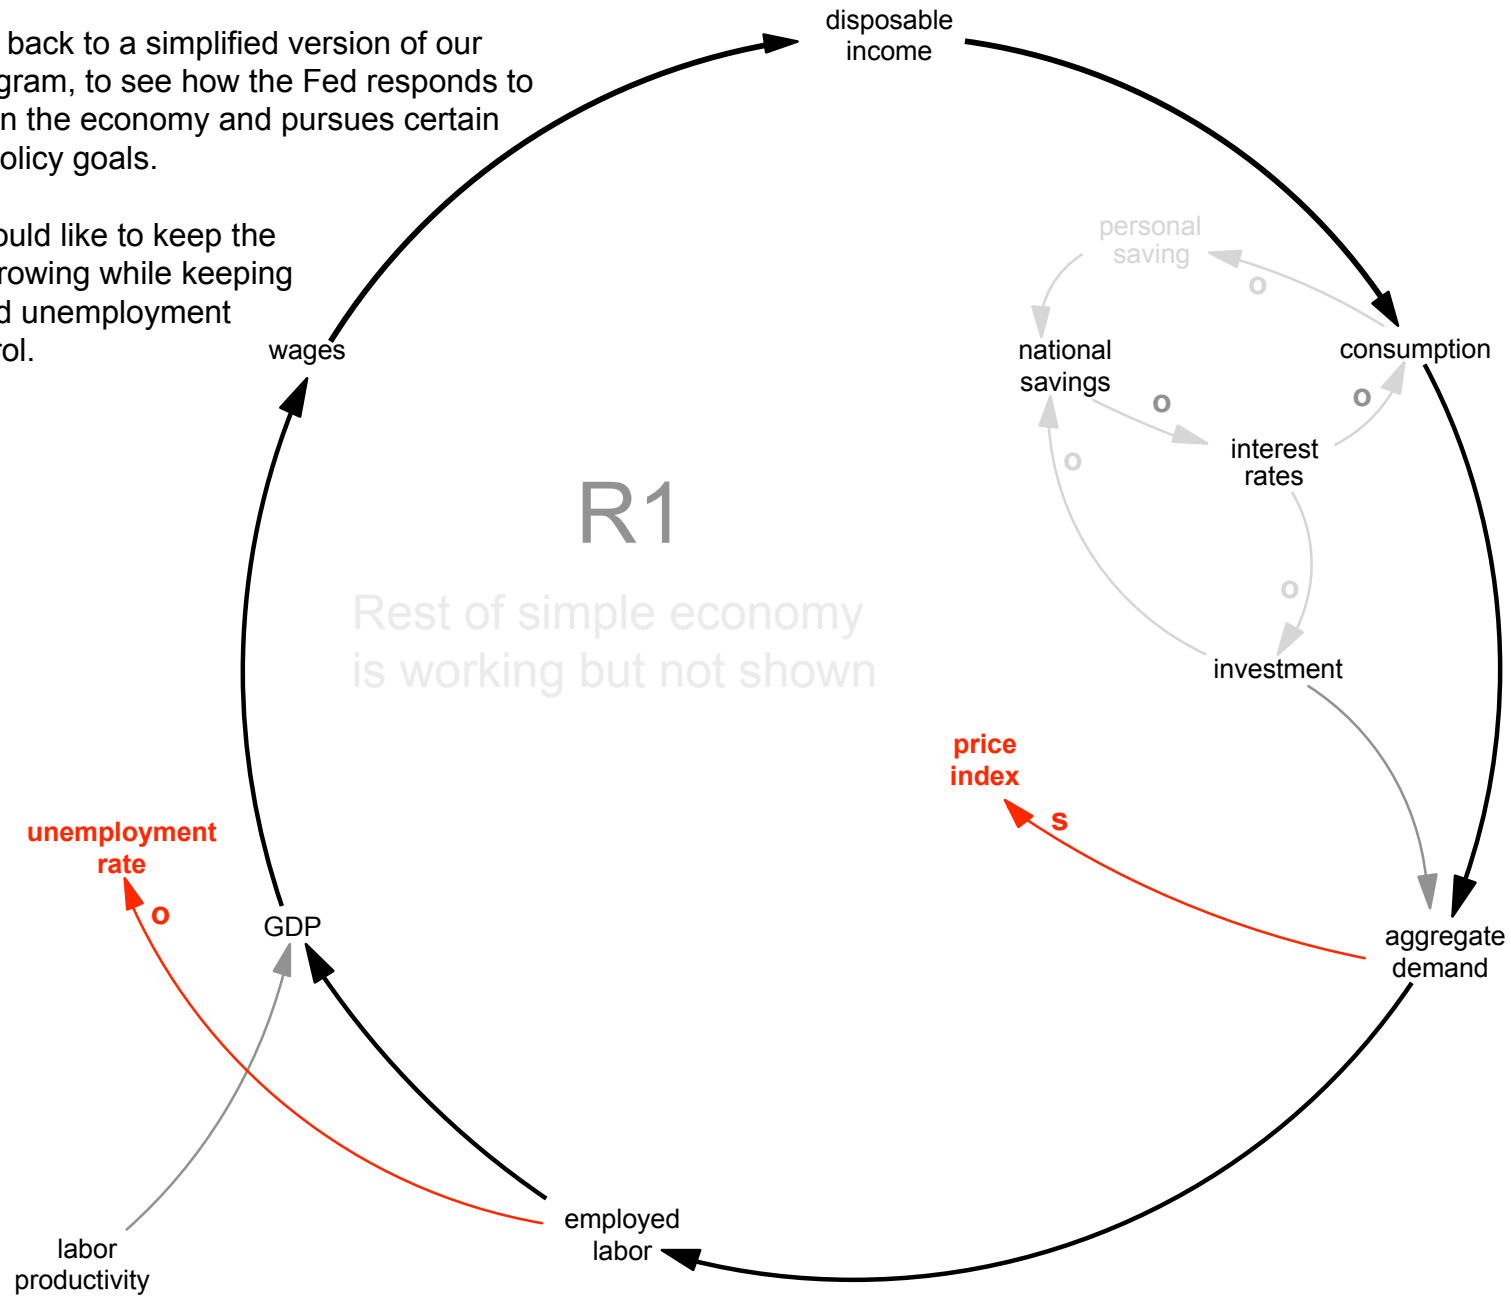 back to a simplified version of our
gram, to see how the Fed responds to
n the economy and pursues certain
olicy goals.
ould like to keep the
rowing while keeping
d unemployment
rol.
disposable
income
personal
saving
o
wages
national
savings
consumption
o
o
interest
rates
o
R1
Rest of simple economy
is working but not shown
o
investment
price
index
s
unemployment
rate
o
GDP
aggregate
demand
employed
labor
labor
productivity